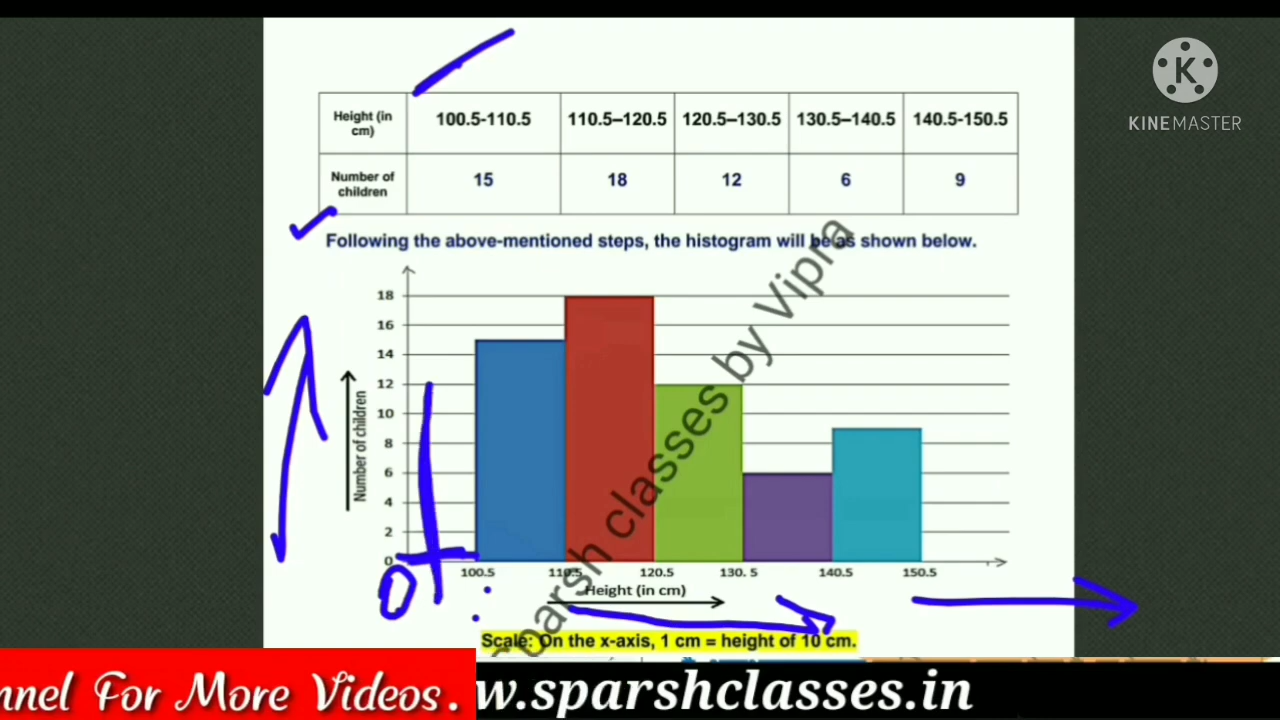 K
KINEMASTER
Height (in cm) 100.5-110.5 110.5–120.5 120.5–130.5 130.5–140.5 140.5-150.5
Number of children 15 18 12 6 9
Following the above-mentioned steps, the histogram will be as shown below.
18
16
14
12
10
8
6
4
2
0
Number of children
0
100.5 110.5 120.5 130. 5 140.5 150.5
Height (in cm)
Scale: On the x-axis, 1 cm = height of 10 cm.
sparsh classes by Vipra
nnel For More Videos. w.sparshclasses.in